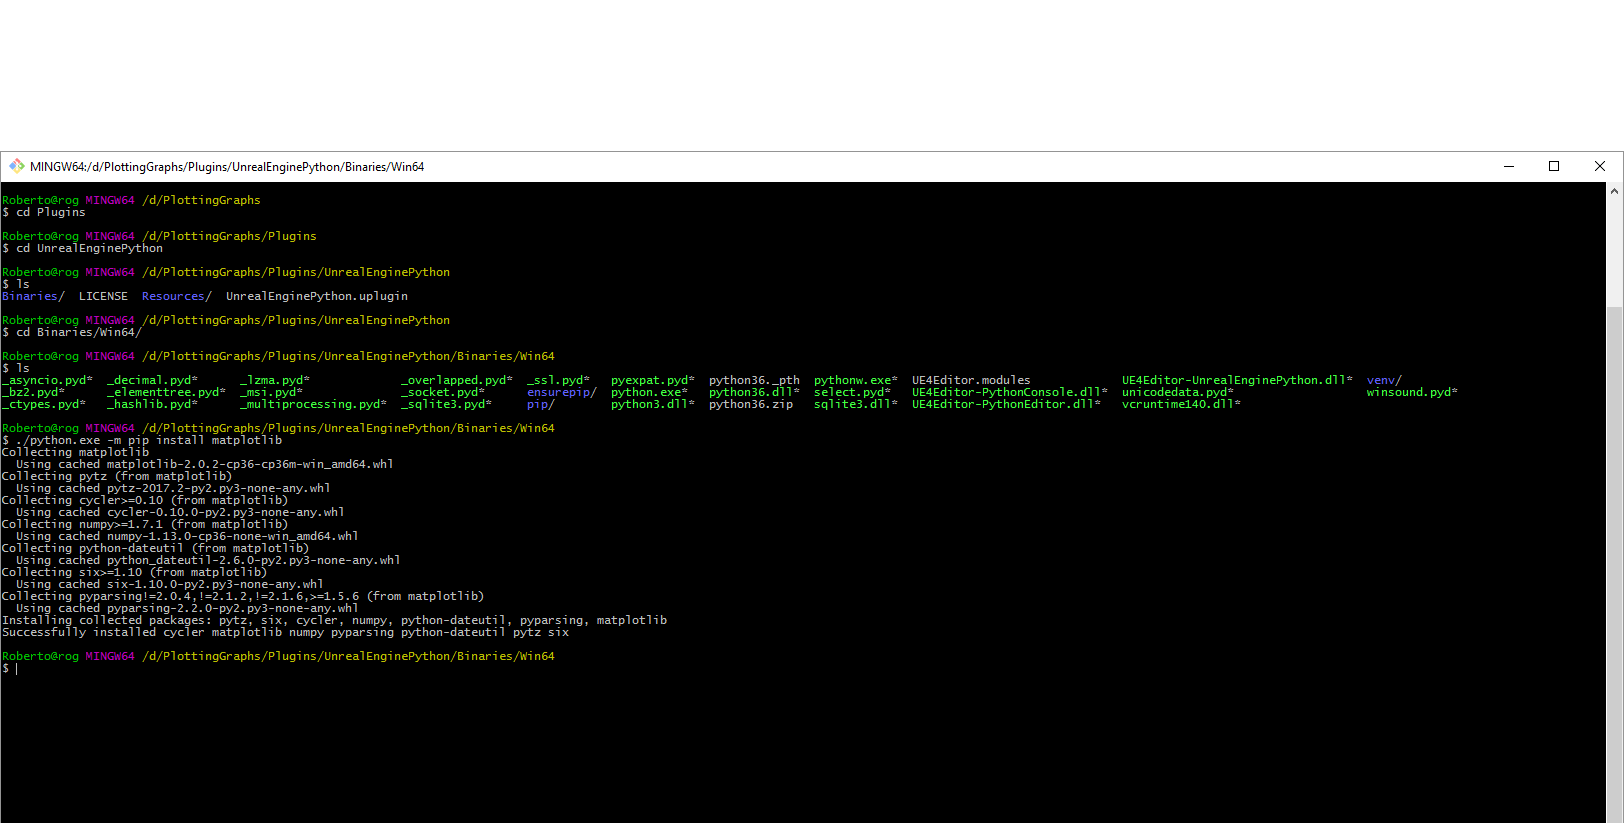 MINGW64:/d/PlottingGraphs/Plugins/UnrealEnginePython/Binaries/Win64
Roberto@rog MINGW64 /d/PlottingGraphs
$ cd Plugins
Roberto@rog MINGW64 /d/PlottingGraphs/Plugins
$ cd UnrealEnginePython
Roberto@rog MINGW64 /d/PlottingGraphs/Plugins/UnrealEnginePython
$ ls
Binaries/  LICENSE  Resources/  UnrealEnginePython.uplugin
Roberto@rog MINGW64 /d/PlottingGraphs/Plugins/UnrealEnginePython
$ cd Binaries/Win64/
Roberto@rog MINGW64 /d/PlottingGraphs/Plugins/UnrealEnginePython/Binaries/Win64
$ ls
_asyncio.pyd*  _decimal.pyd*  _lzma.pyd*  _overlapped.pyd*  _ssl.pyd*  pyexpat.pyd*  python36._pth  pythonw.exe*  UE4Editor.modules  UE4Editor-UnrealEnginePython.dll*  venv/
_bz2.pyd*  _elementtree.pyd*  _msi.pyd*  _socket.pyd*  ensurepip/  python.exe*  python36.dll*  select.pyd*  UE4Editor-PythonConsole.dll*  unicodedata.pyd*  winsound.pyd*
_ctypes.pyd*  _hashlib.pyd*  _multiprocessing.pyd*  _sqlite3.pyd*  pip/  python3.dll*  python36.zip  sqlite3.dll*  UE4Editor-PythonEditor.dll*  vcruntime140.dll*
Roberto@rog MINGW64 /d/PlottingGraphs/Plugins/UnrealEnginePython/Binaries/Win64
$ ./python.exe -m pip install matplotlib
Collecting matplotlib
  Using cached matplotlib-2.0.2-cp36-cp36m-win_amd64.whl
Collecting pytz (from matplotlib)
  Using cached pytz-2017.2-py2.py3-none-any.whl
Collecting cycler>=0.10 (from matplotlib)
  Using cached cycler-0.10.0-py2.py3-none-any.whl
Collecting numpy>=1.7.1 (from matplotlib)
  Using cached numpy-1.13.0-cp36-none-win_amd64.whl
Collecting python-dateutil (from matplotlib)
  Using cached python_dateutil-2.6.0-py2.py3-none-any.whl
Collecting six>=1.10 (from matplotlib)
  Using cached six-1.10.0-py2.py3-none-any.whl
Collecting pyparsing!=2.0.4,!=2.1.2,!=2.1.6,>=1.5.6 (from matplotlib)
  Using cached pyparsing-2.2.0-py2.py3-none-any.whl
Installing collected packages: pytz, six, cycler, numpy, python-dateutil, pyparsing, matplotlib
Successfully installed cycler matplotlib numpy pyparsing python-dateutil pytz six
Roberto@rog MINGW64 /d/PlottingGraphs/Plugins/UnrealEnginePython/Binaries/Win64
$